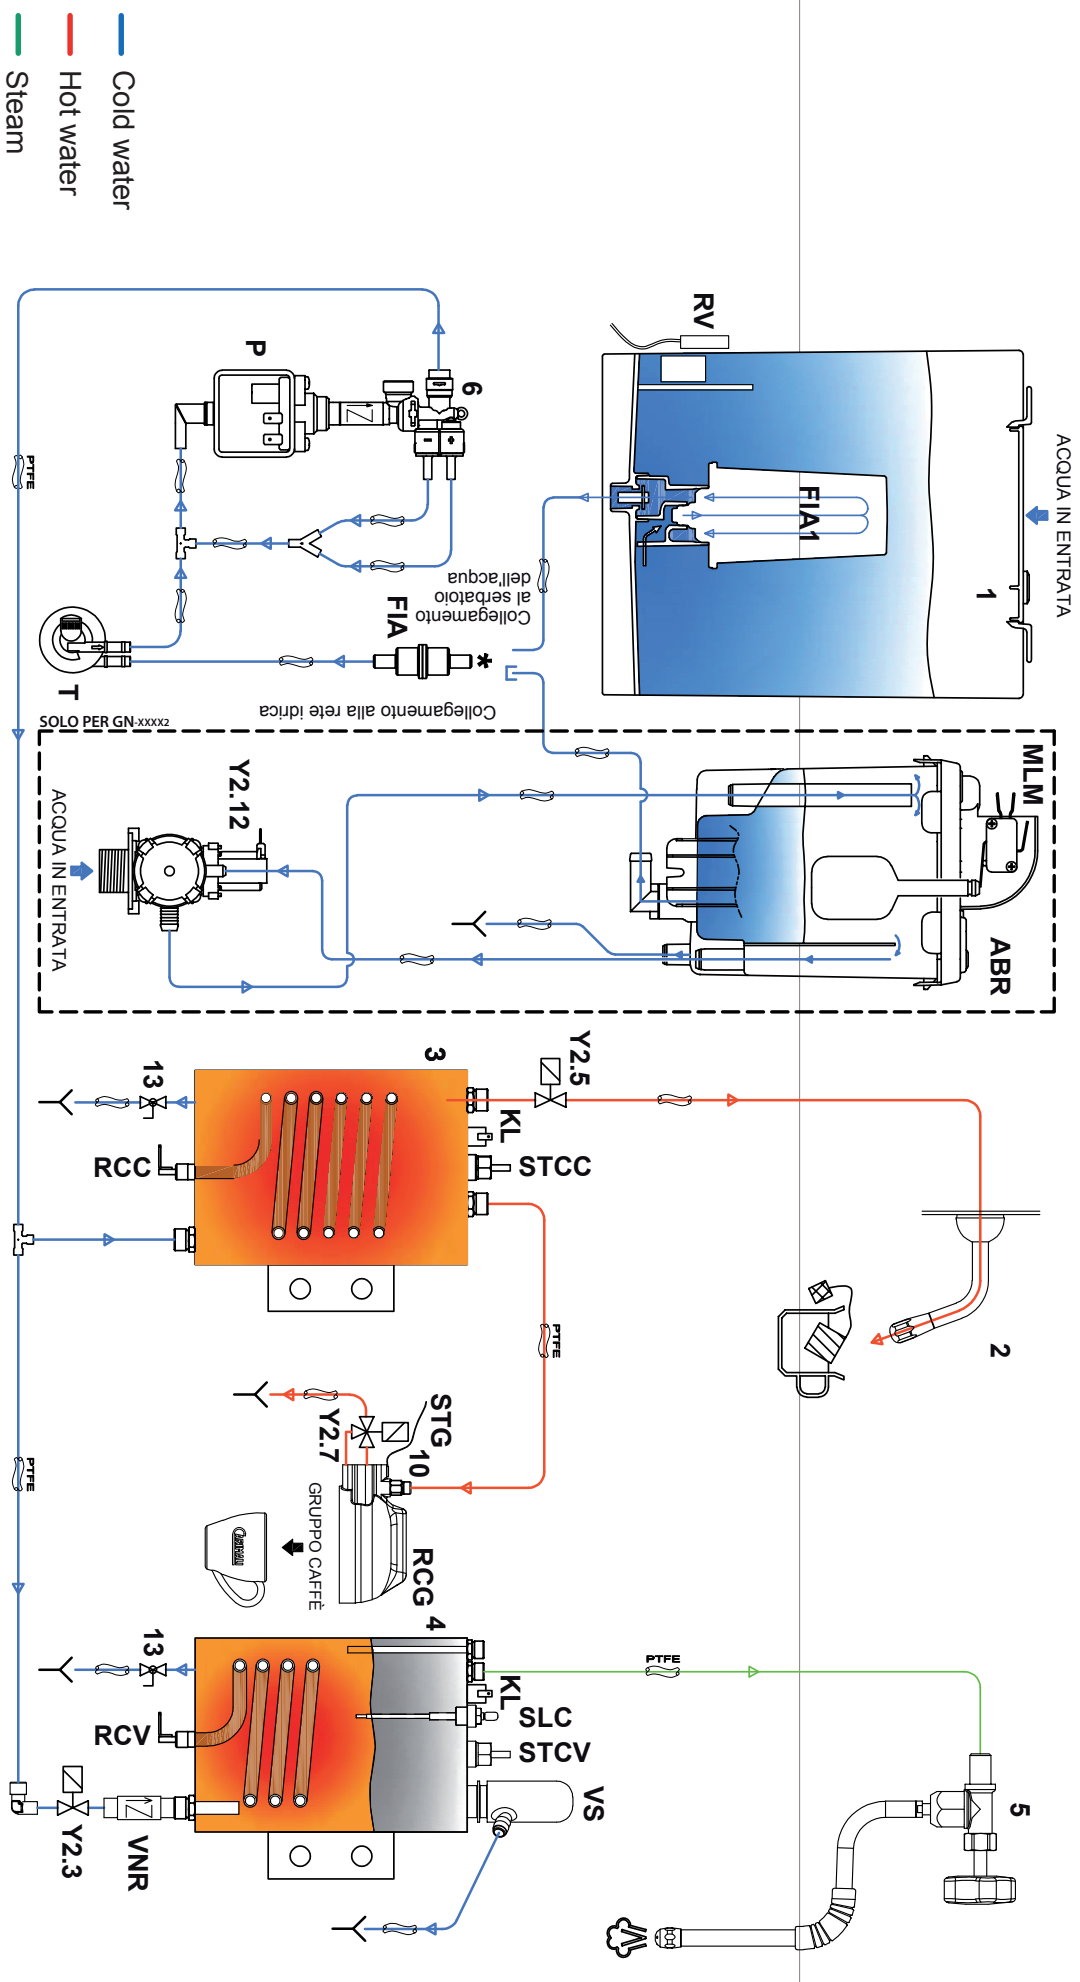 Cold water
Hot water
Steam
ACQUA IN ENTRATA
1
RV
FIA1
6
P
PTFE
Collegamento
al serbatoio
dell'acqua
FIA
*
T
Collegamento alla rete idrica
SOLO PER GN-XXXX2
MLM
ABR
Y2.12
ACQUA IN ENTRATA
3
Y2.5
KL
STCC
13
RCC
2
PTFE
STG
10
Y2.7
RCG
GRUPPO CAFFÈ
CASADIO
PTFE
4
13
RCV
KL
SLC
STCV
VS
PTFE
5
Y2.3
VNR